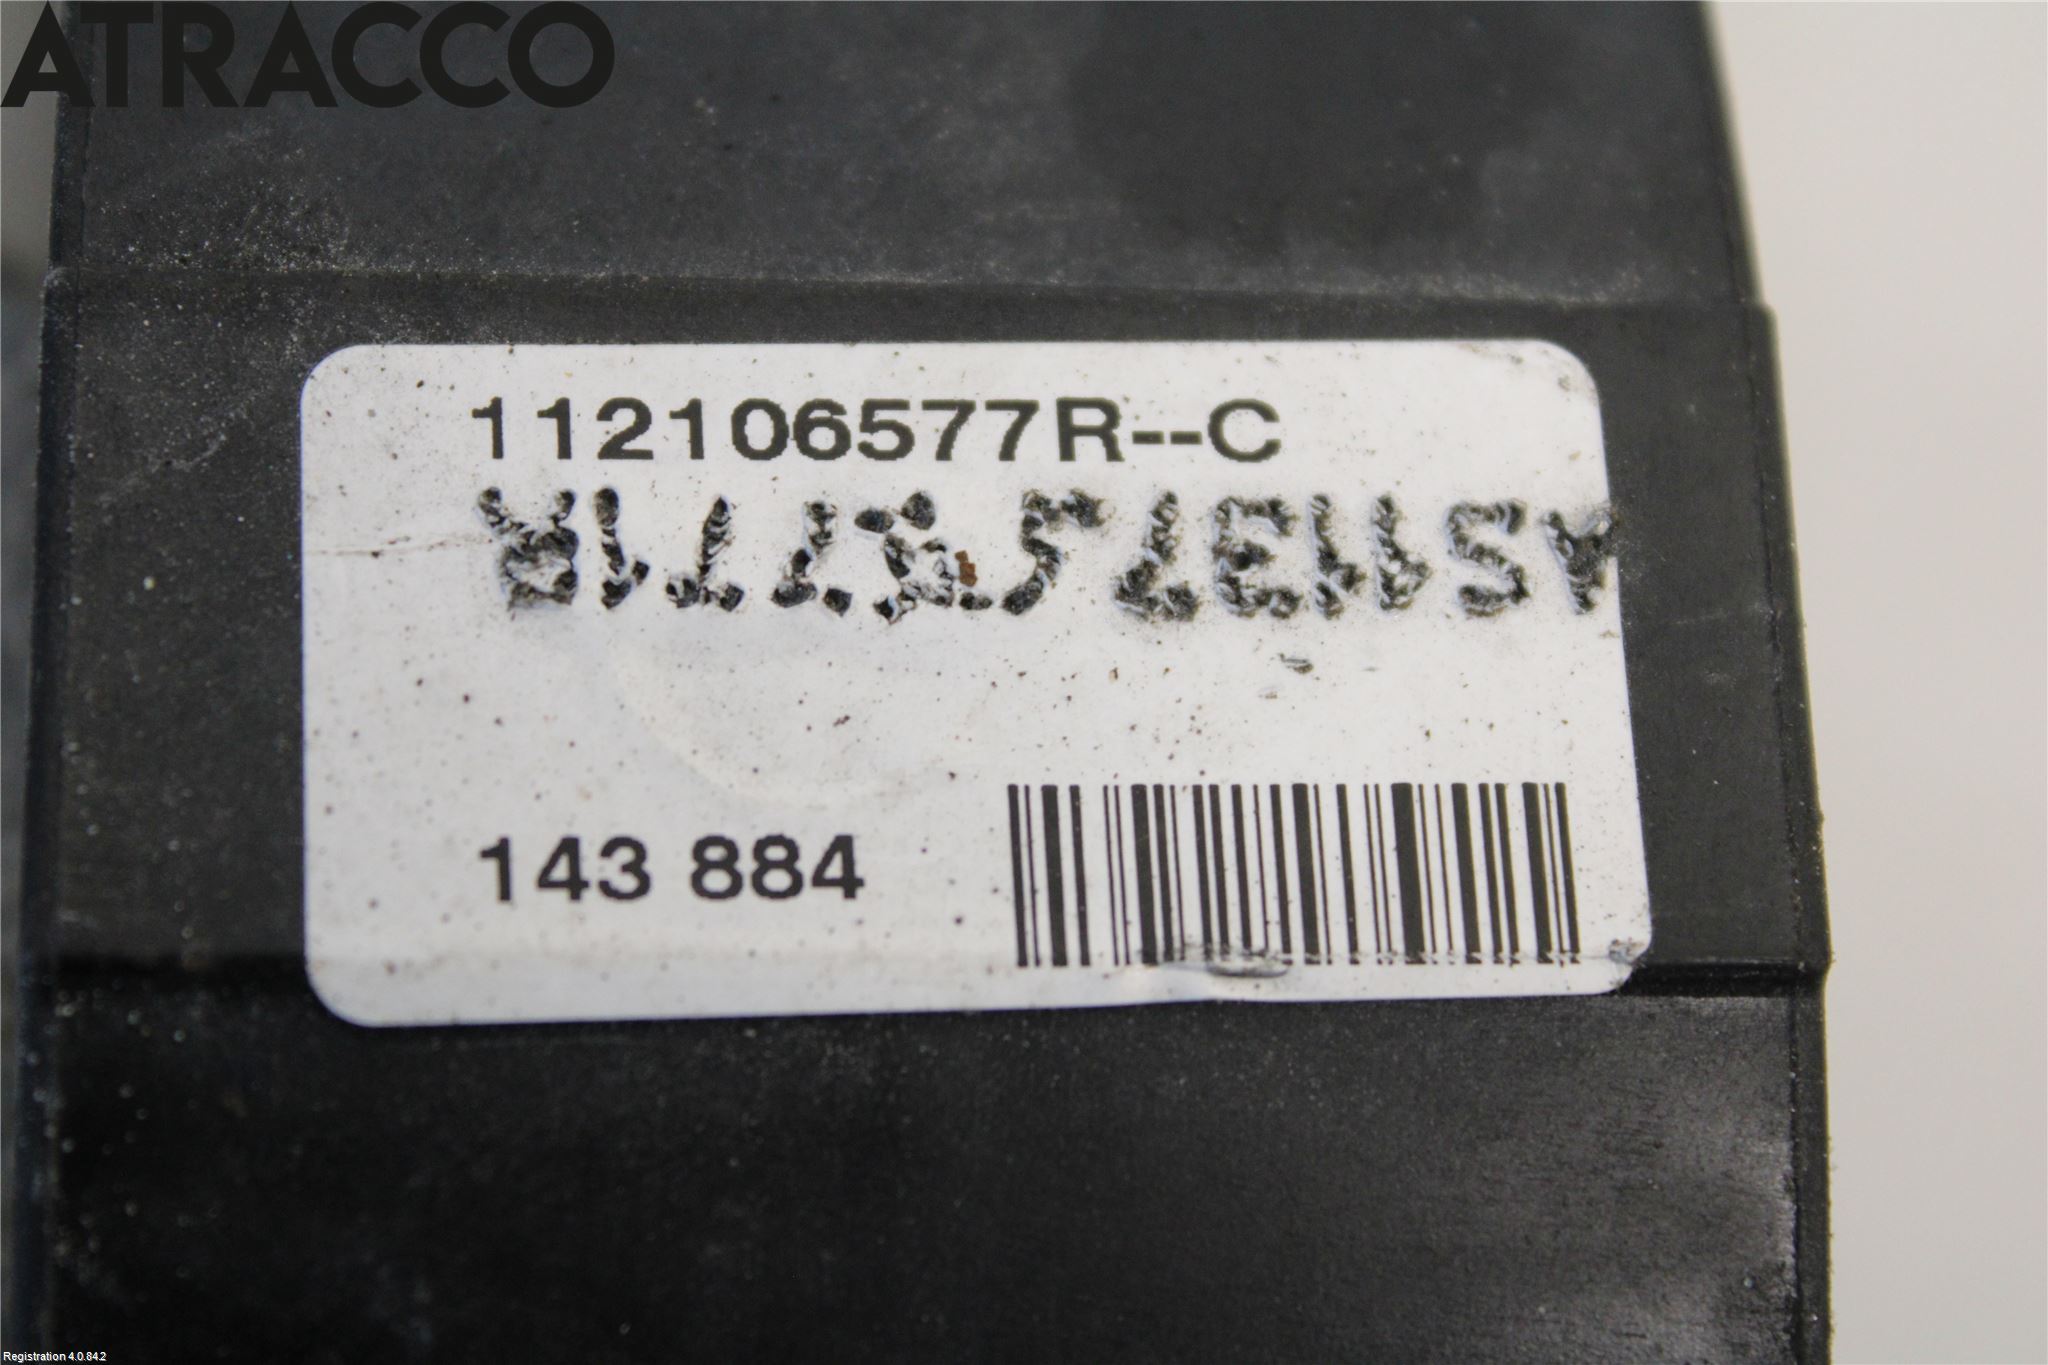 ATRACCO
112106577R--C
143 884
Registration 4.0.84.2